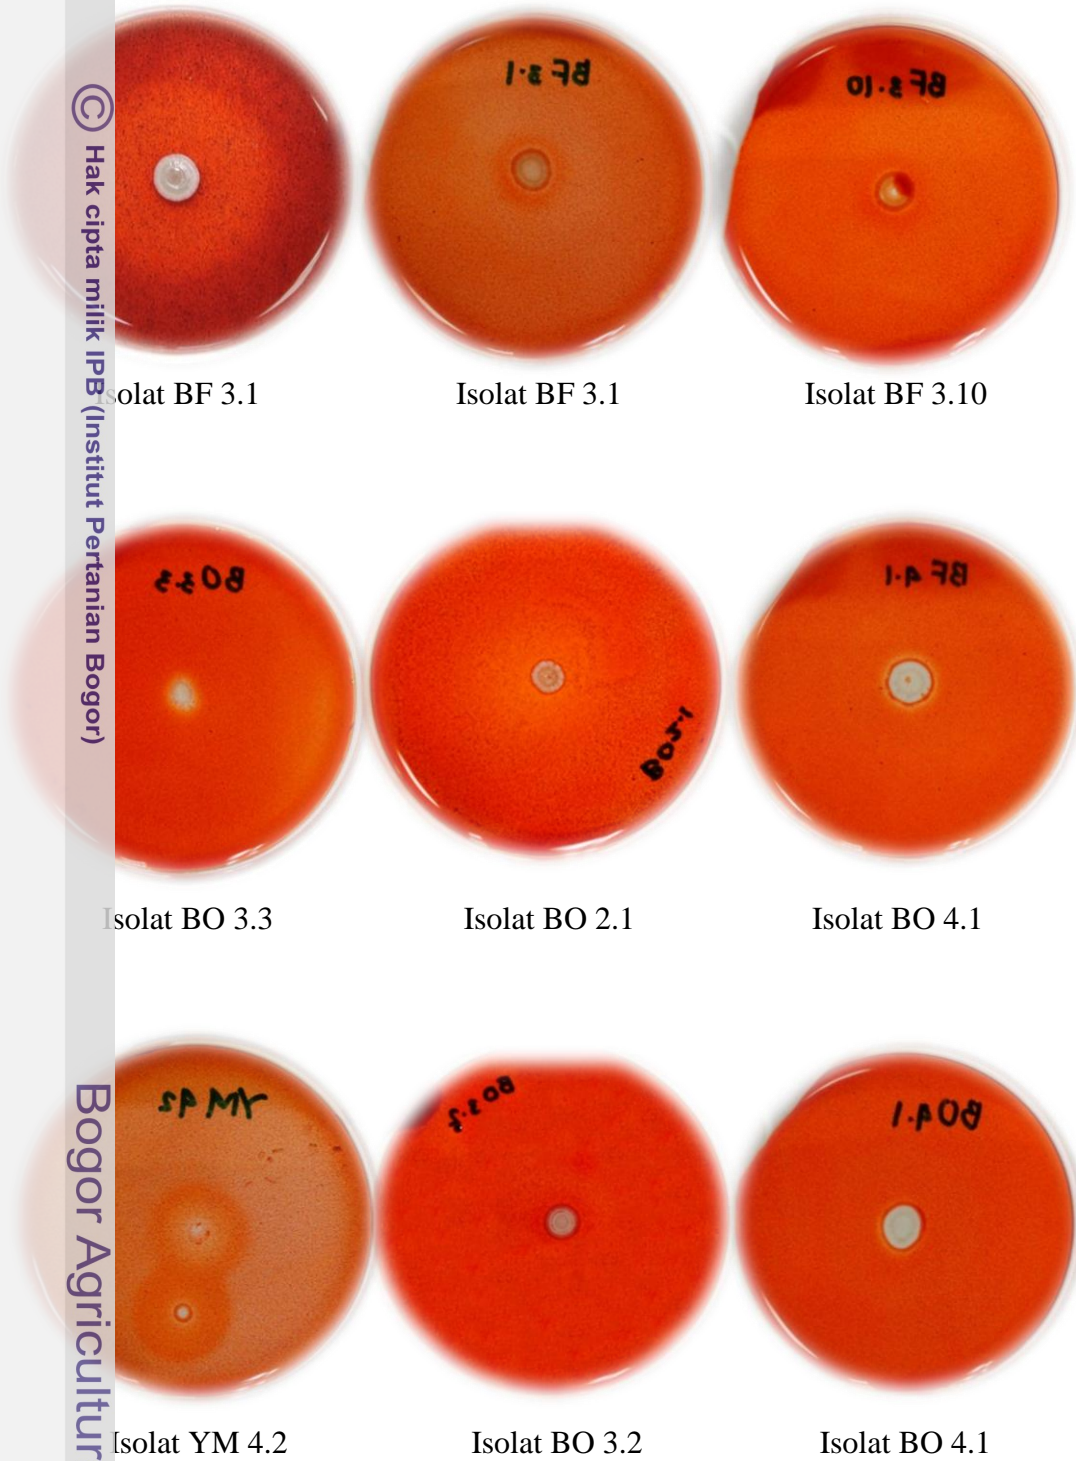 BF 3.1
BF 3.10
Isolat BF 3.1
Isolat BF 3.1
Isolat BF 3.10
BO 3.3
BO 2.1
BF 4.1
Isolat BO 3.3
Isolat BO 2.1
Isolat BO 4.1
YM 42
BO 3.7
BO 4.1
Isolat YM 4.2
Isolat BO 3.2
Isolat BO 4.1
© Hak cipta milik IPB (Institut Pertanian Bogor)
Bogor Agricultur